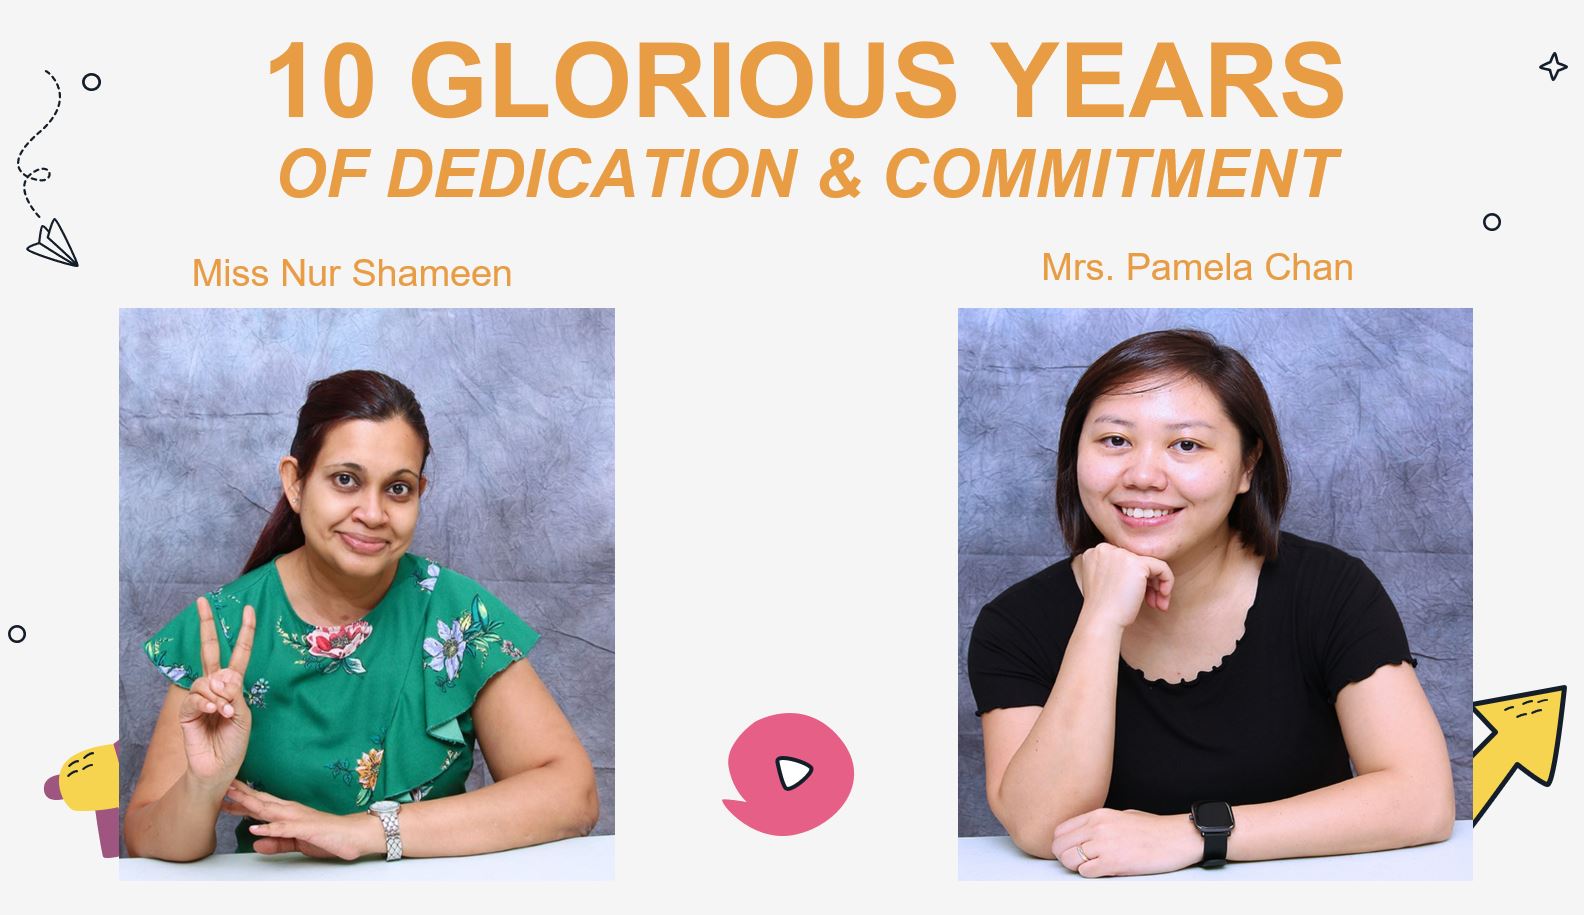 10 GLORIOUS YEARS
OF DEDICATION & COMMITMENT
Miss Nur Shameen
Mrs. Pamela Chan